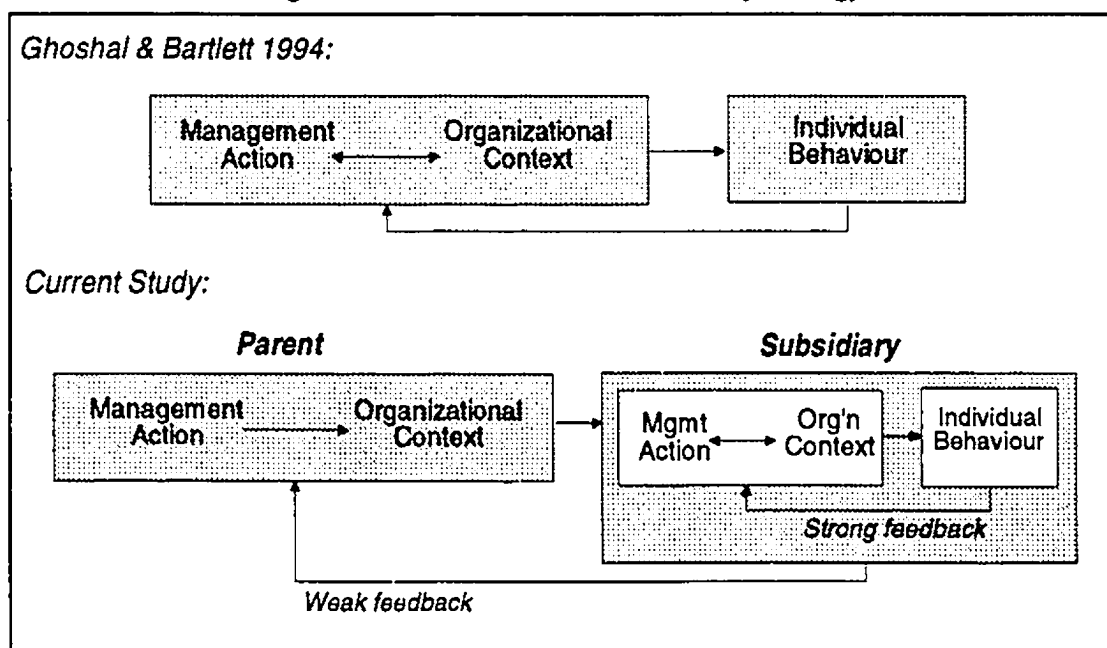 Ghoshal & Bartlett 1994:
Management Action
Organizational Context
Individual Behaviour
Current Study:
Parent
Subsidiary
Management Action
Organizational Context
Mgmt Action
Org'n Context
Individual Behaviour
Strong feedback
Weak feedback